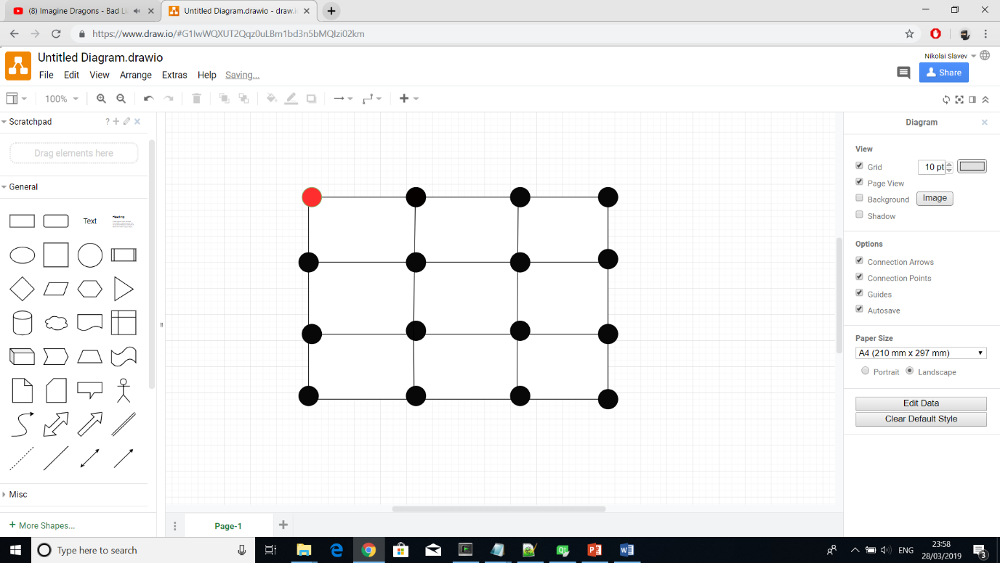 (8) Imagine Dragons - Bad Li
Untitled Diagram.drawio - draw.i
https://www.draw.io/#G1IwWQXUT2Qqz0uLBm1bd3n5bMQIzi02km
Untitled Diagram.drawio
Nikolai Slavev
File Edit View Arrange Extras Help Saving...
Share
100%
Scratchpad ?
Diagram
Drag elements here
View
Grid 10 pt
Page View
Background Image
Shadow
General
Text
Heading
Options
Connection Arrows
Connection Points
Guides
Autosave
Paper Size
A4 (210 mm x 297 mm)
Portrait Landscape
Edit Data
Clear Default Style
Misc
+ More Shapes...
Page-1
Type here to search
ENG
23:58
28/03/2019
3